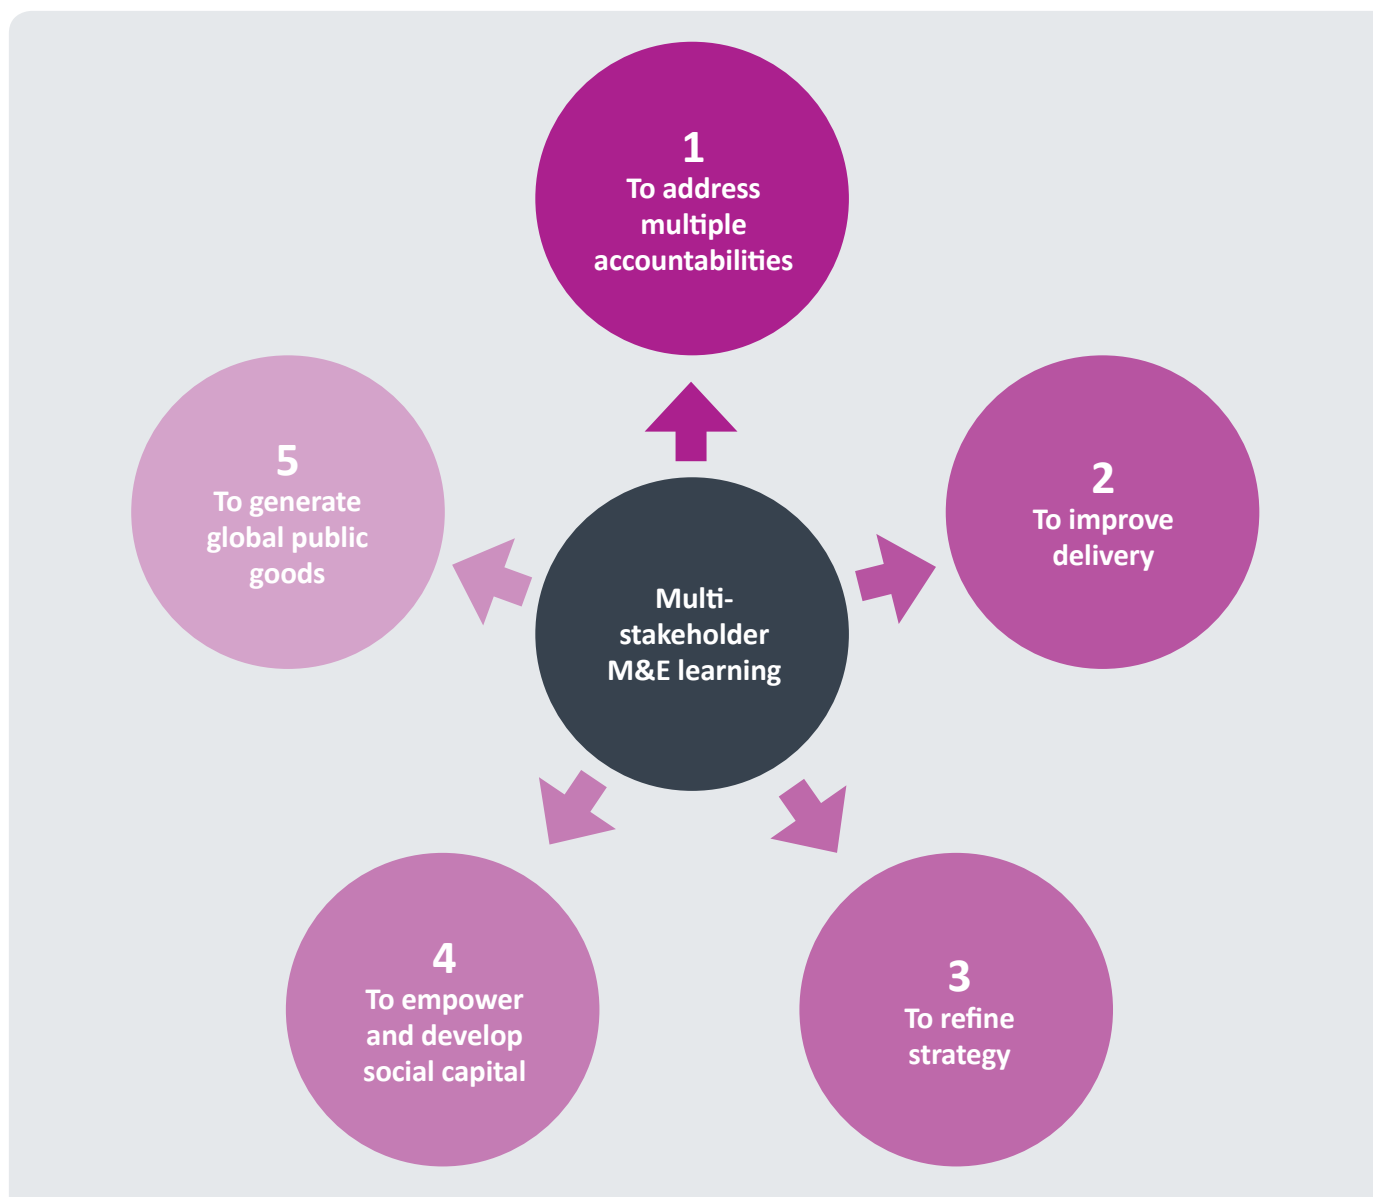 1
To address
multiple
accountabilities
2
To improve
delivery
3
To refine
strategy
4
To empower
and develop
social capital
5
To generate
global public
goods
Multi-
stakeholder
M&E learning